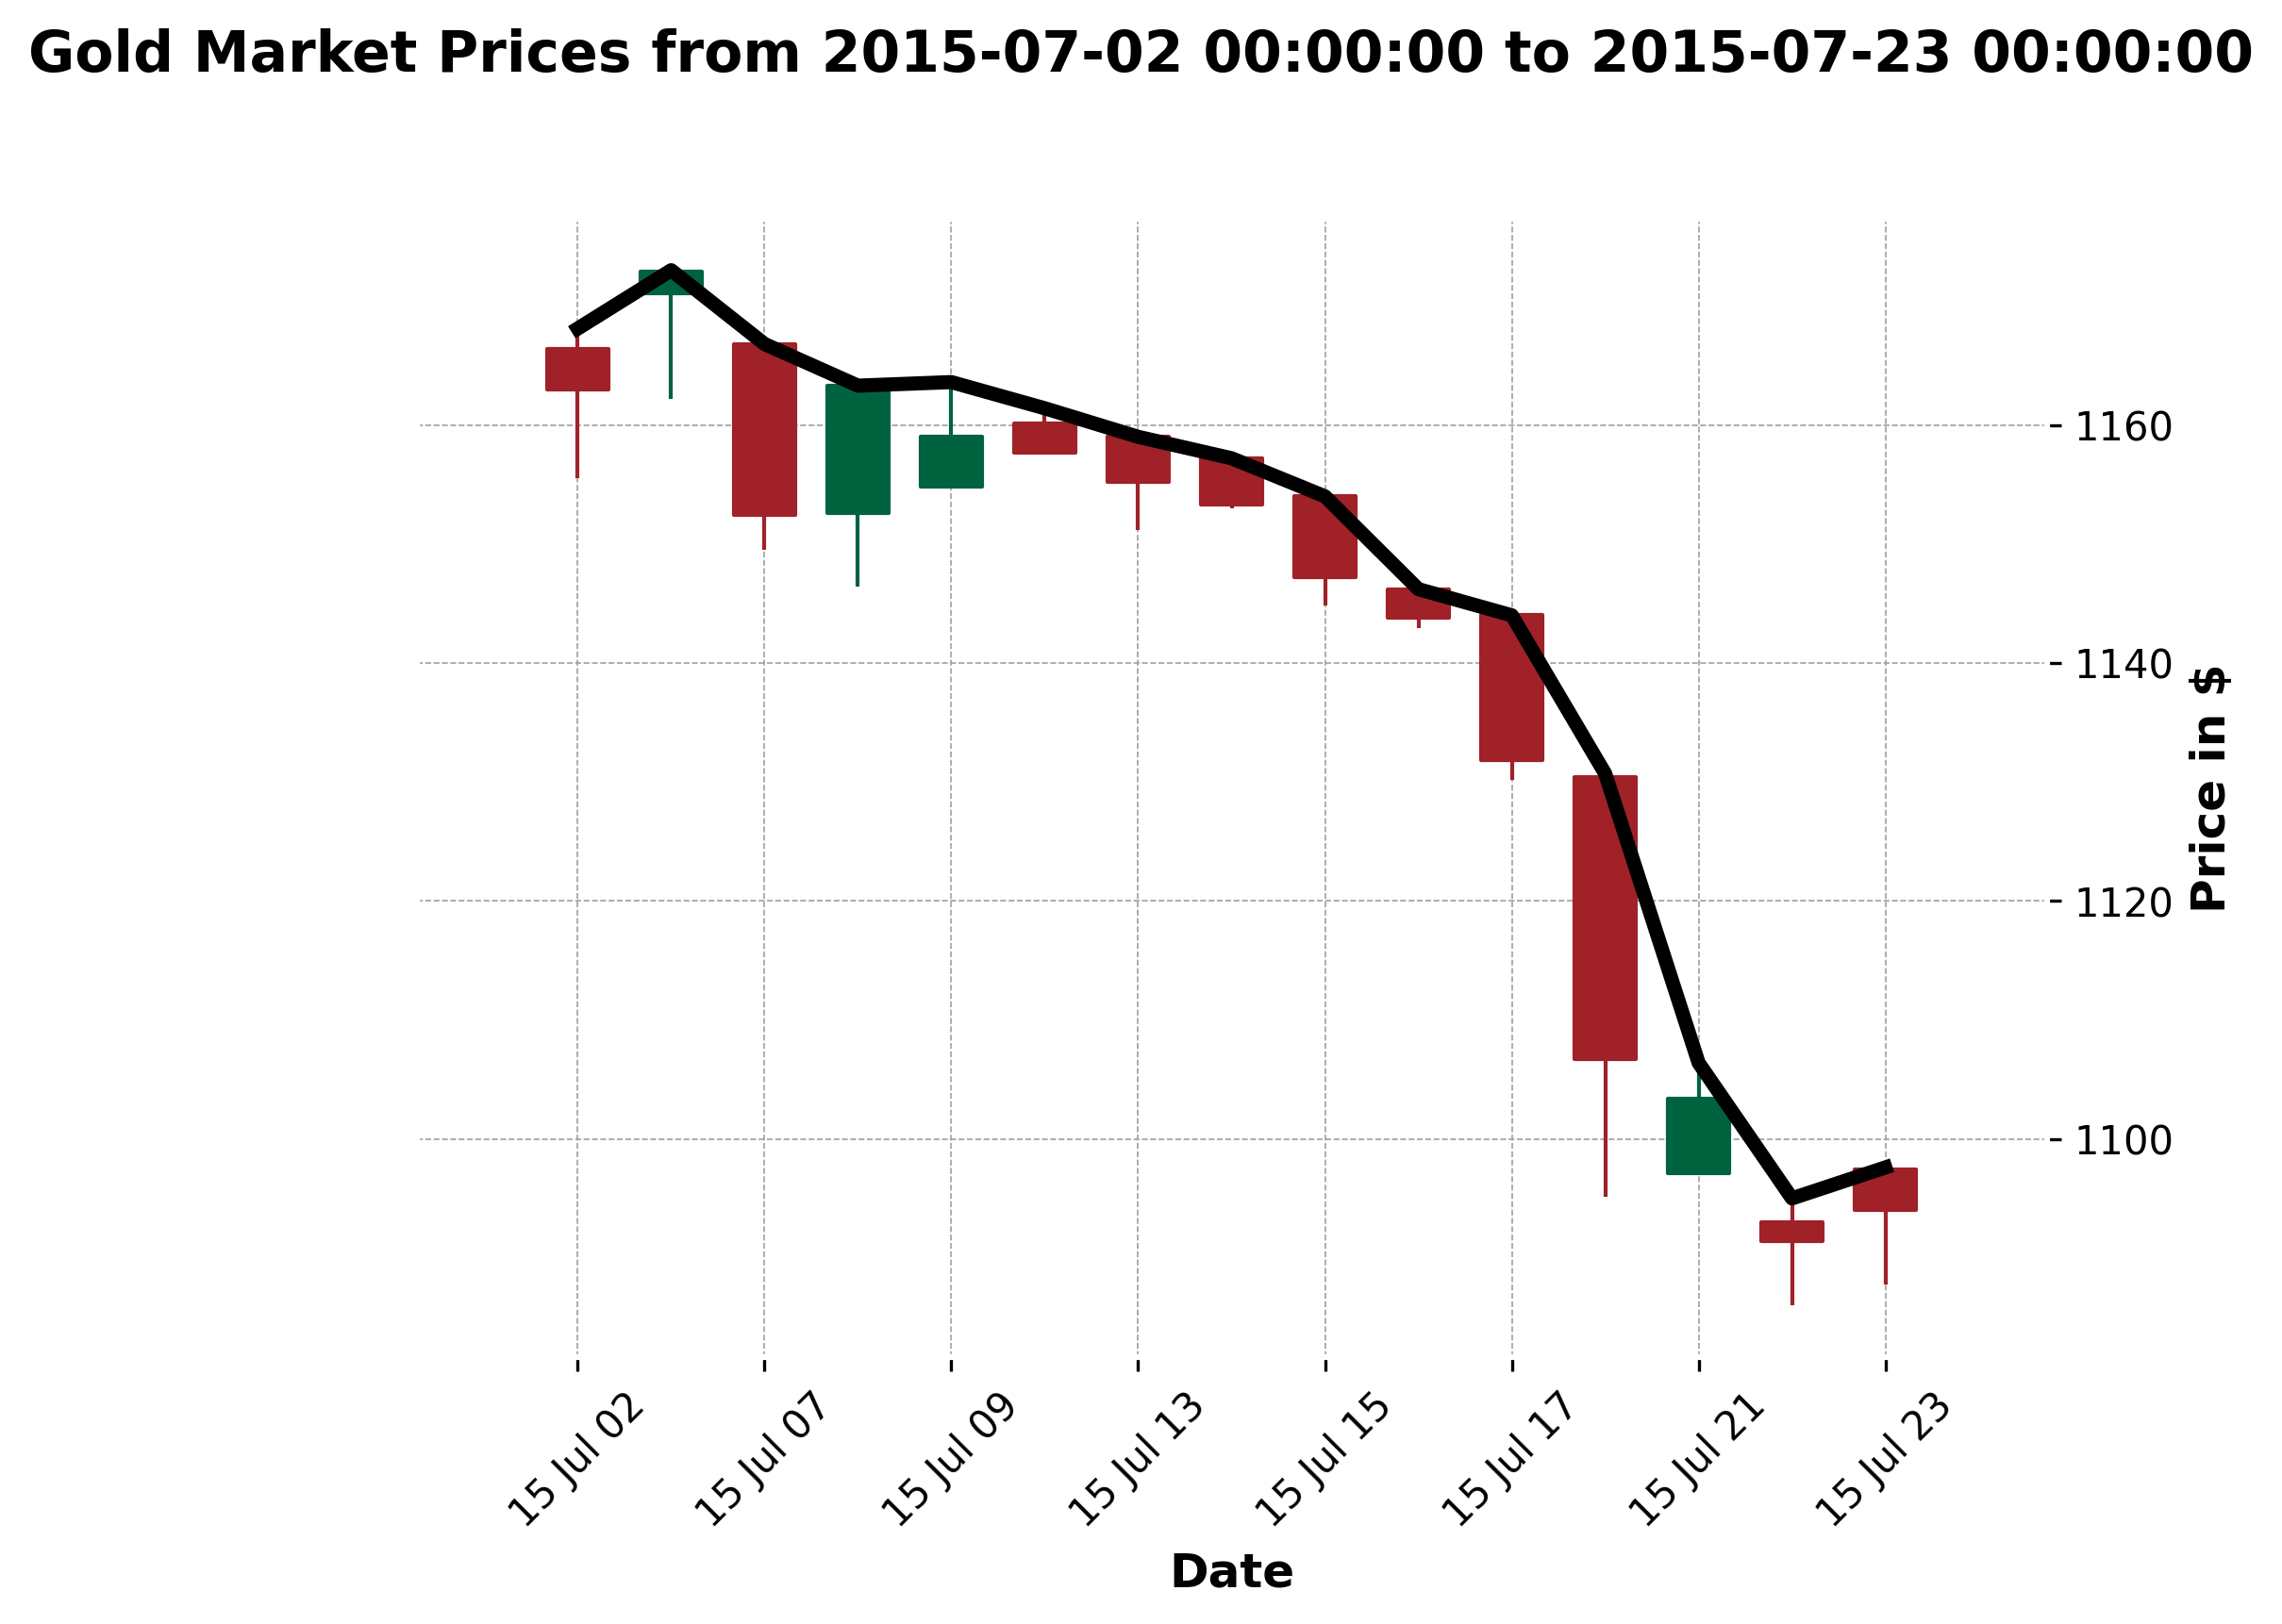 Gold Market Prices from 2015-07-02 00:00:00 to 2015-07-23 00:00:00
1160
1140
1120
1100
Price in $
15 Jul 02
15 Jul 07
15 Jul 09
15 Jul 13
15 Jul 15
15 Jul 17
15 Jul 21
15 Jul 23
Date